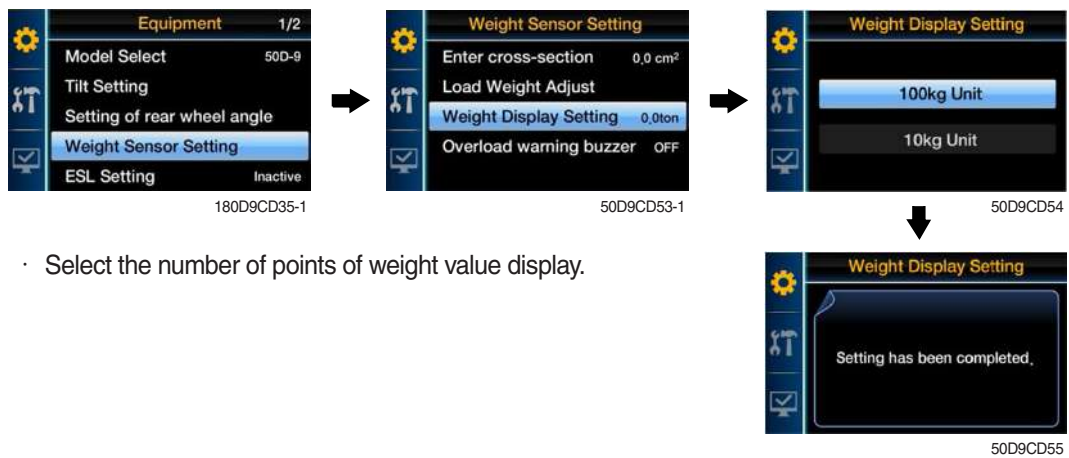 Equipment 1/2
Model Select 50D-9
Tilt Setting
Setting of rear wheel angle
Weight Sensor Setting
ESL Setting Inactive
180D9CD35-1
Weight Sensor Setting
Enter cross-section 0,0 cm²
Load Weight Adjust
Weight Display Setting 0,0ton
Overload warning buzzer OFF
50D9CD53-1
Weight Display Setting
100kg Unit
10kg Unit
50D9CD54
· Select the number of points of weight value display.
Weight Display Setting
Setting has been completed,
50D9CD55